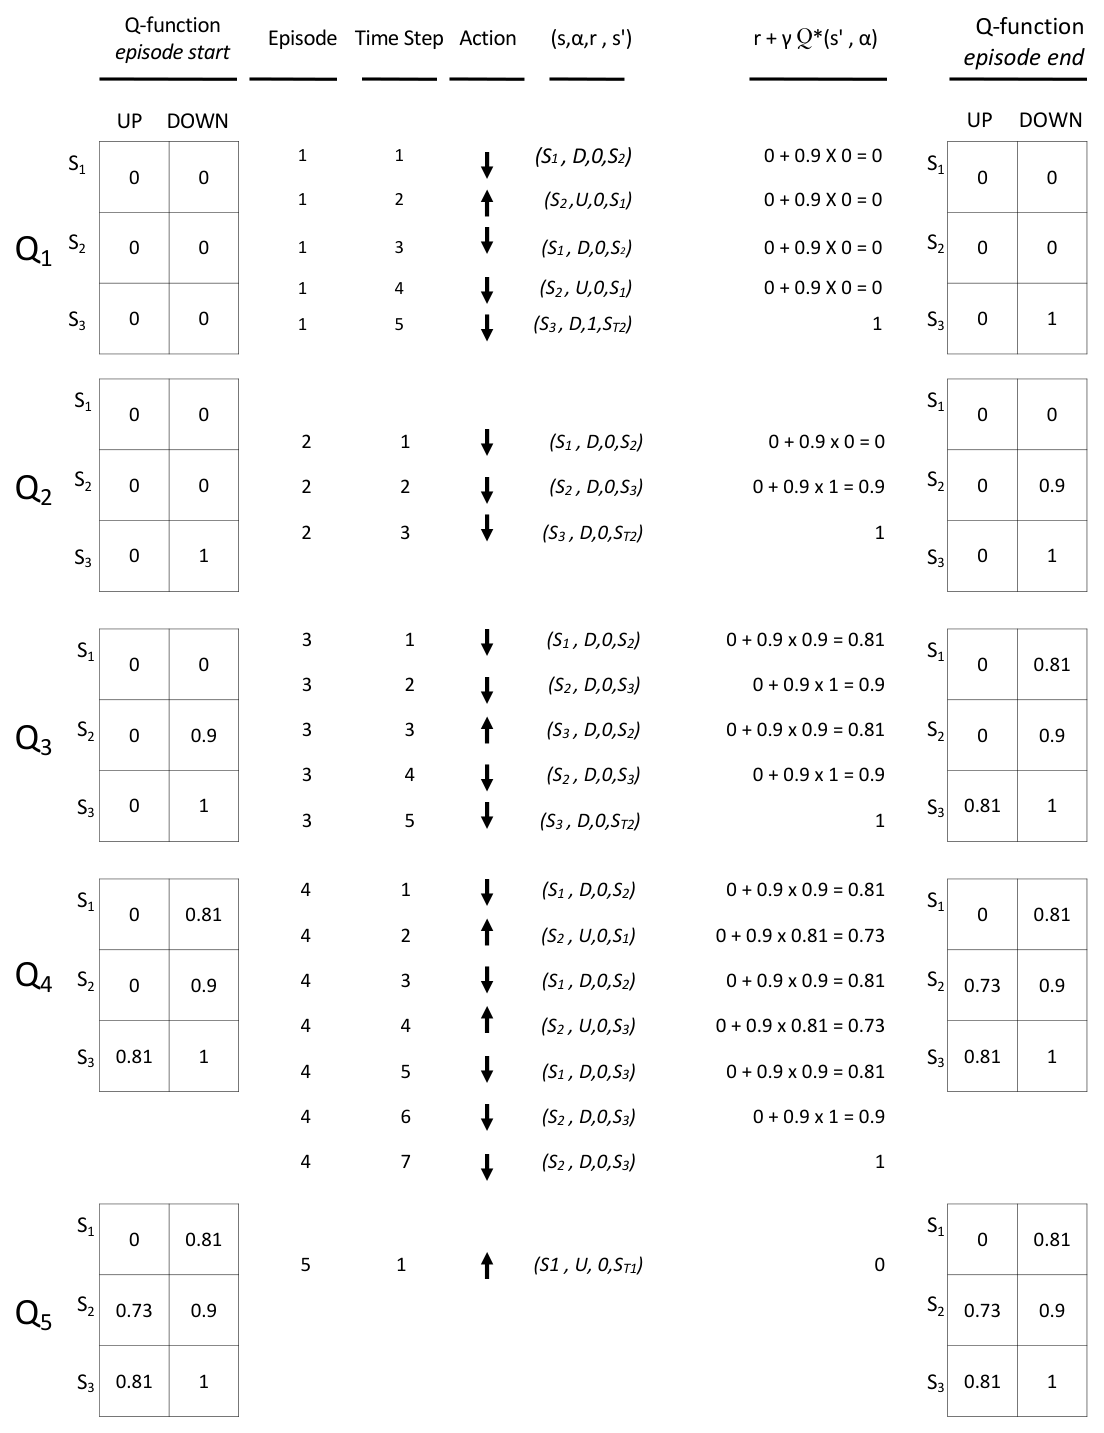 Q-function
episode start
Episode Time Step Action (s,α,r , s') r + γ Q*(s' , α)
Q-function
episode end
UP DOWN UP DOWN
S1 0 0 1 1 (S1 , D,0,S2) 0 + 0.9 X 0 = 0 S1 0 0
1 2 (S2 ,U,0,S1) 0 + 0.9 X 0 = 0
Q1 S2 0 0 1 3 (S1 , D,0,S2) 0 + 0.9 X 0 = 0 S2 0 0
1 4 (S2 , U,0,S1) 0 + 0.9 X 0 = 0
S3 0 0 1 5 (S3 , D,1,ST2) 1 S3 0 1
S1 0 0 S1 0 0
2 1 (S1 , D,0,S2) 0 + 0.9 x 0 = 0
Q2 S2 0 0 2 2 (S2 , D,0,S3) 0 + 0.9 x 1 = 0.9 S2 0 0.9
2 3 (S3 , D,0,ST2) 1
S3 0 1 S3 0 1
3 1 (S1 , D,0,S2) 0 + 0.9 x 0.9 = 0.81
S1 0 0 S1 0 0.81
3 2 (S2 , D,0,S3) 0 + 0.9 x 1 = 0.9
Q3 S2 0 0.9 3 3 (S3 , D,0,S2) 0 + 0.9 x 0.9 = 0.81 S2 0 0.9
3 4 (S2 , D,0,S3) 0 + 0.9 x 1 = 0.9
S3 0 1 3 5 (S3 , D,0,ST2) 1 S3 0.81 1
4 1 (S1 , D,0,S2) 0 + 0.9 x 0.9 = 0.81
S1 0 0.81 S1 0 0.81
4 2 (S2 , U,0,S1) 0 + 0.9 x 0.81 = 0.73
Q4 S2 0 0.9 4 3 (S1 , D,0,S2) 0 + 0.9 x 0.9 = 0.81 S2 0.73 0.9
4 4 (S2 , U,0,S3) 0 + 0.9 x 0.81 = 0.73
S3 0.81 1 4 5 (S1 , D,0,S3) 0 + 0.9 x 0.9 = 0.81 S3 0.81 1
4 6 (S2 , D,0,S3) 0 + 0.9 x 1 = 0.9
4 7 (S2 , D,0,S3) 1
S1 0 0.81 S1 0 0.81
5 1 (S1 , U, 0,ST1) 0
Q5 S2 0.73 0.9 S2 0.73 0.9
S3 0.81 1 S3 0.81 1